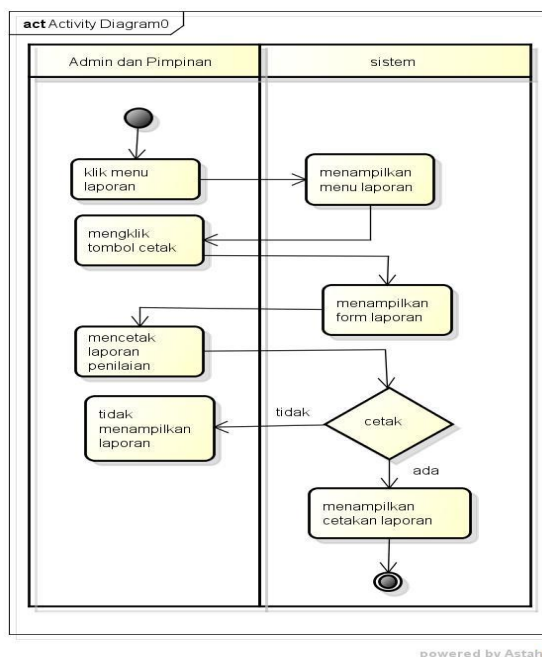 act Activity Diagram0
Admin dan Pimpinan
sistem
klik menu
laporan
menampilkan
menu laporan
mengklik
tombol cetak
menampilkan
form laporan
mencetak
laporan
penilaian
tidak
menampilkan
laporan
tidak
cetak
ada
menampilkan
cetakan laporan
powered by Astah